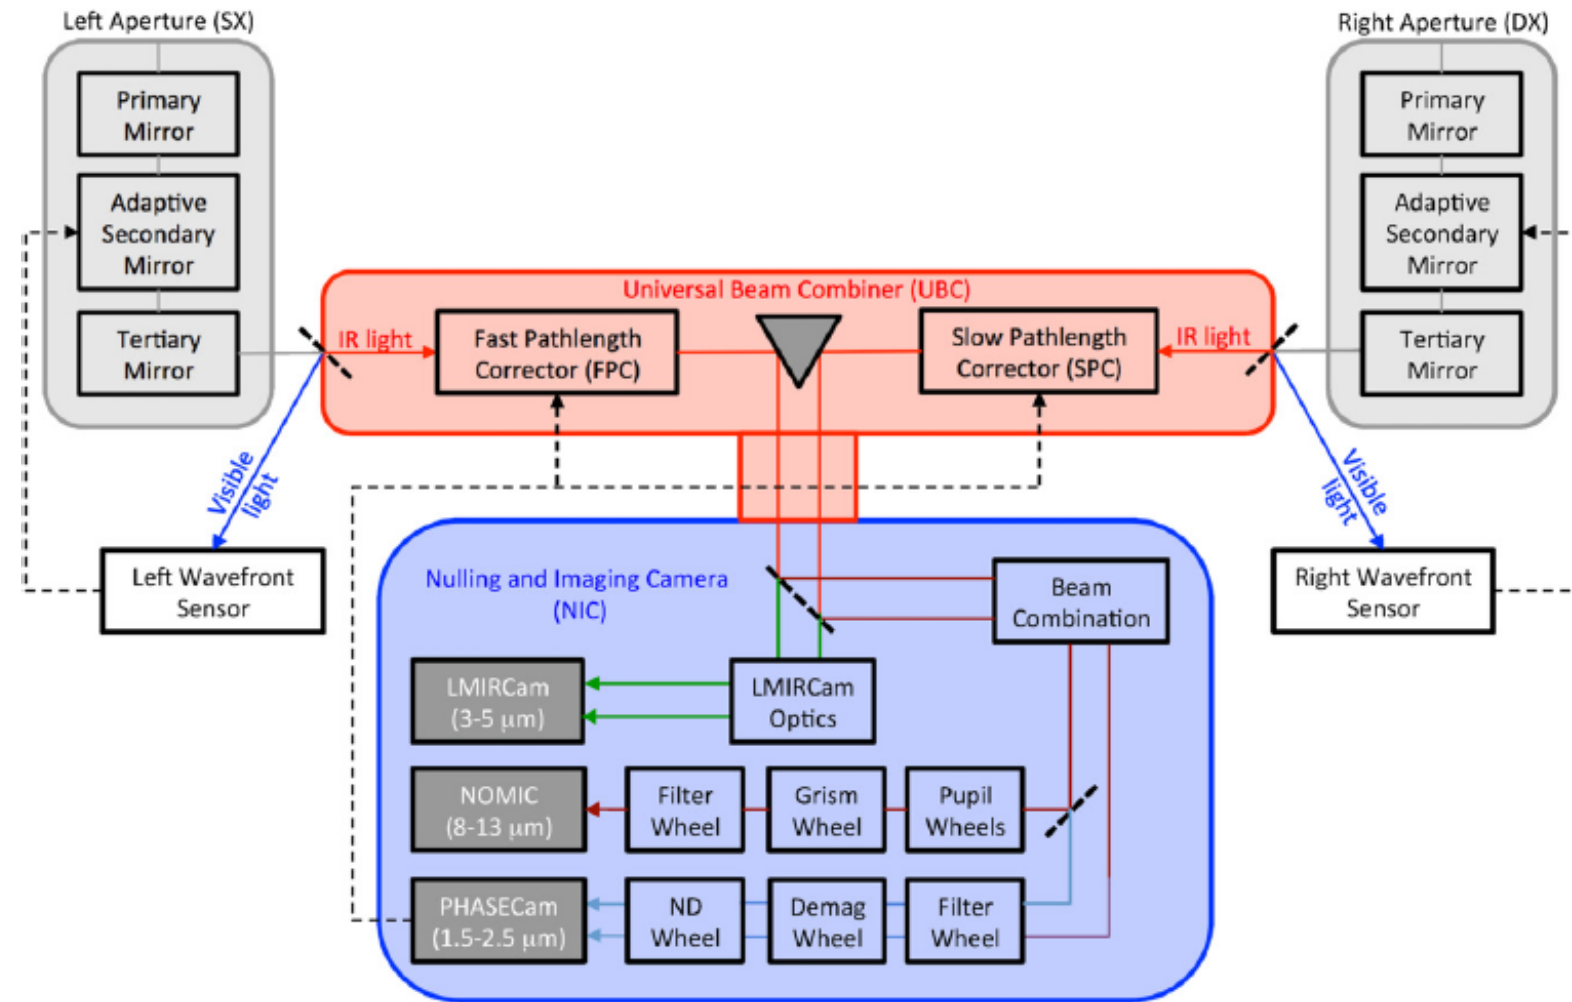 Left Aperture (SX)
Right Aperture (DX)
Primary
Mirror
Adaptive
Secondary
Mirror
Tertiary
Mirror
Primary
Mirror
Adaptive
Secondary
Mirror
Tertiary
Mirror
Universal Beam Combiner (UBC)
IR light
Fast Pathlength
Corrector (FPC)
Slow Pathlength
Corrector (SPC)
IR light
Visible
light
Visible
light
Left Wavefront
Sensor
Right Wavefront
Sensor
Nulling and Imaging Camera
(NIC)
Beam
Combination
LMIRCam
(3-5 μm)
LMIRCam
Optics
NOMIC
(8-13 μm)
Filter
Wheel
Grism
Wheel
Pupil
Wheels
PHASECam
(1.5-2.5 μm)
ND
Wheel
Demag
Wheel
Filter
Wheel